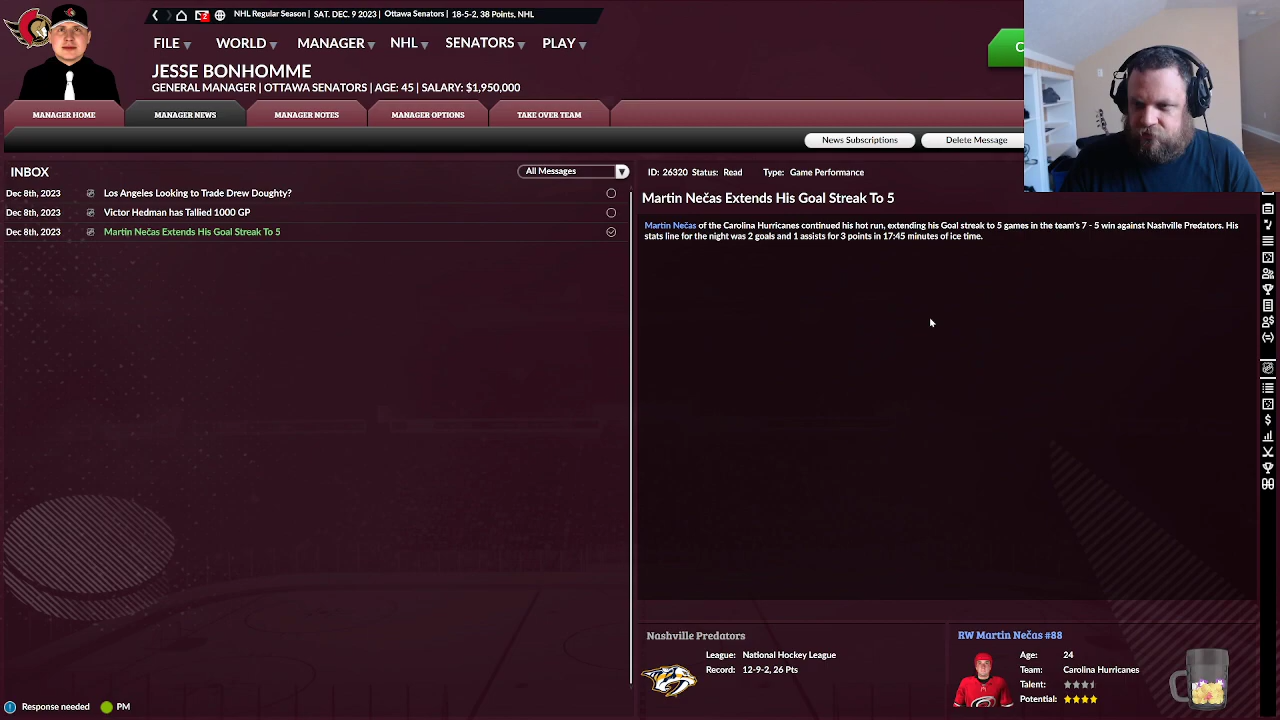 NHL Regular Season | SAT. DEC. 9 2023 | Ottawa Senators | 18-5-2, 38 Points, NHL
2
FILE WORLD MANAGER NHL SENATORS PLAY
JESSE BONHOMME
GENERAL MANAGER | OTTAWA SENATORS | AGE: 45 | SALARY: $1,950,000
MANAGER HOME MANAGER NEWS MANAGER NOTES MANAGER OPTIONS TAKE OVER TEAM
News Subscriptions Delete Message
INBOX All Messages
Dec 8th, 2023 Los Angeles Looking to Trade Drew Doughty?
Dec 8th, 2023 Victor Hedman has Tallied 1000 GP
Dec 8th, 2023 Martin Nečas Extends His Goal Streak To 5
ID: 26320 Status: Read Type: Game Performance
Martin Nečas Extends His Goal Streak To 5
Martin Nečas of the Carolina Hurricanes continued his hot run, extending his Goal streak to 5 games in the team's 7 - 5 win against Nashville Predators. His
stats line for the night was 2 goals and 1 assists for 3 points in 17:45 minutes of ice time.
Nashville Predators
League: National Hockey League
Record: 12-9-2, 26 Pts
RW Martin Nečas #88
Age: 24
Team: Carolina Hurricanes
Talent:
Potential:
Response needed PM